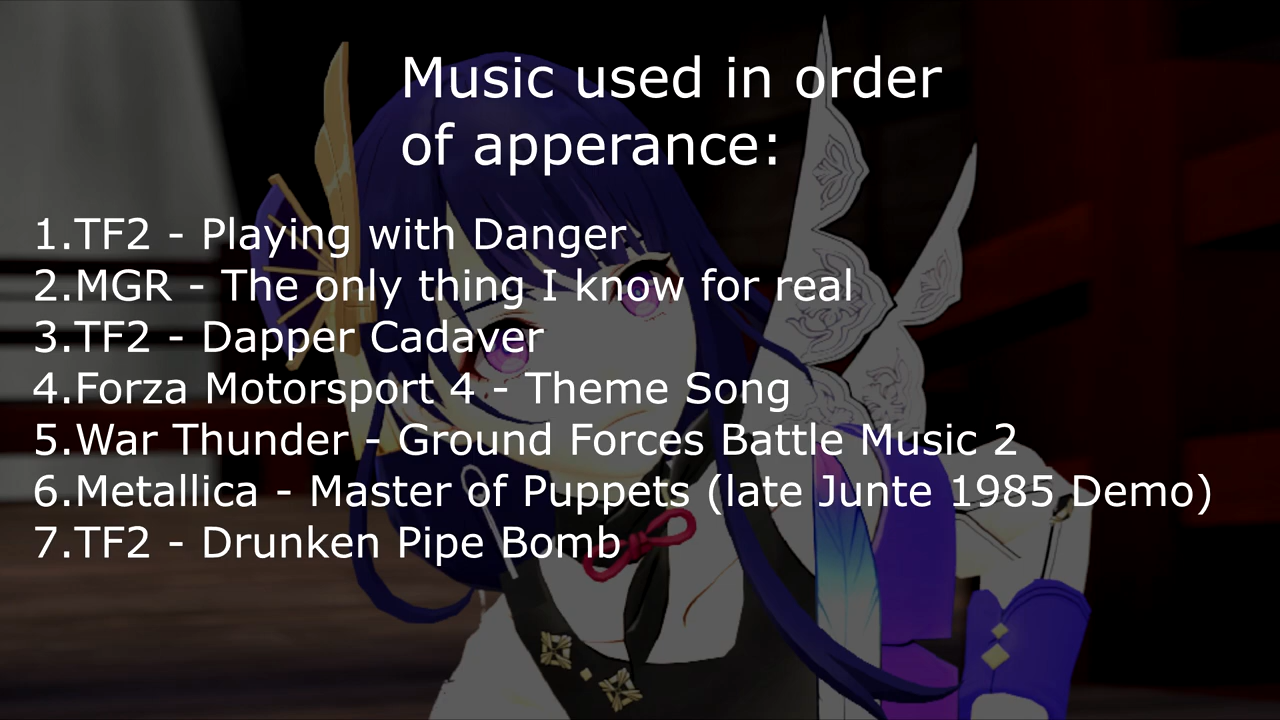 Music used in order
of apperance:
1.TF2 - Playing with Danger
2.MGR - The only thing I know for real
3.TF2 - Dapper Cadaver
4.Forza Motorsport 4 - Theme Song
5.War Thunder - Ground Forces Battle Music 2
6.Metallica - Master of Puppets (late Junte 1985 Demo)
7.TF2 - Drunken Pipe Bomb